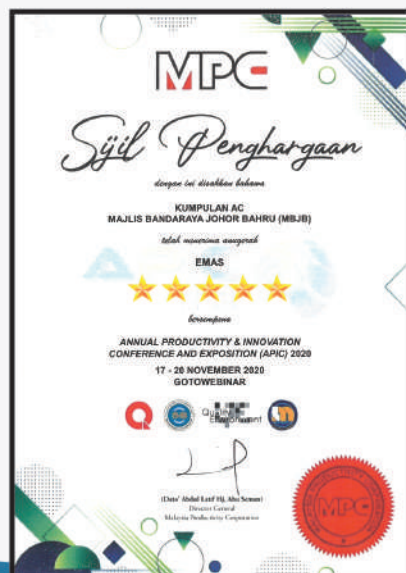 MPC
Sijil Penghargaan
dengan ini disahkan bahawa
KUMPULAN AC
MAJLIS BANDARAYA JOHOR BAHRU (MBJB)
telah menerima anugerah
EMAS
bersempena
ANNUAL PRODUCTIVITY & INNOVATION
CONFERENCE AND EXPOSITION (APIC) 2020
17 - 20 NOVEMBER 2020
GOTOWEBINAR
Quality
Environment
(Dato' Abdul Latif Hj. Abu Seman)
Director General
Malaysia Productivity Corporation
MPC